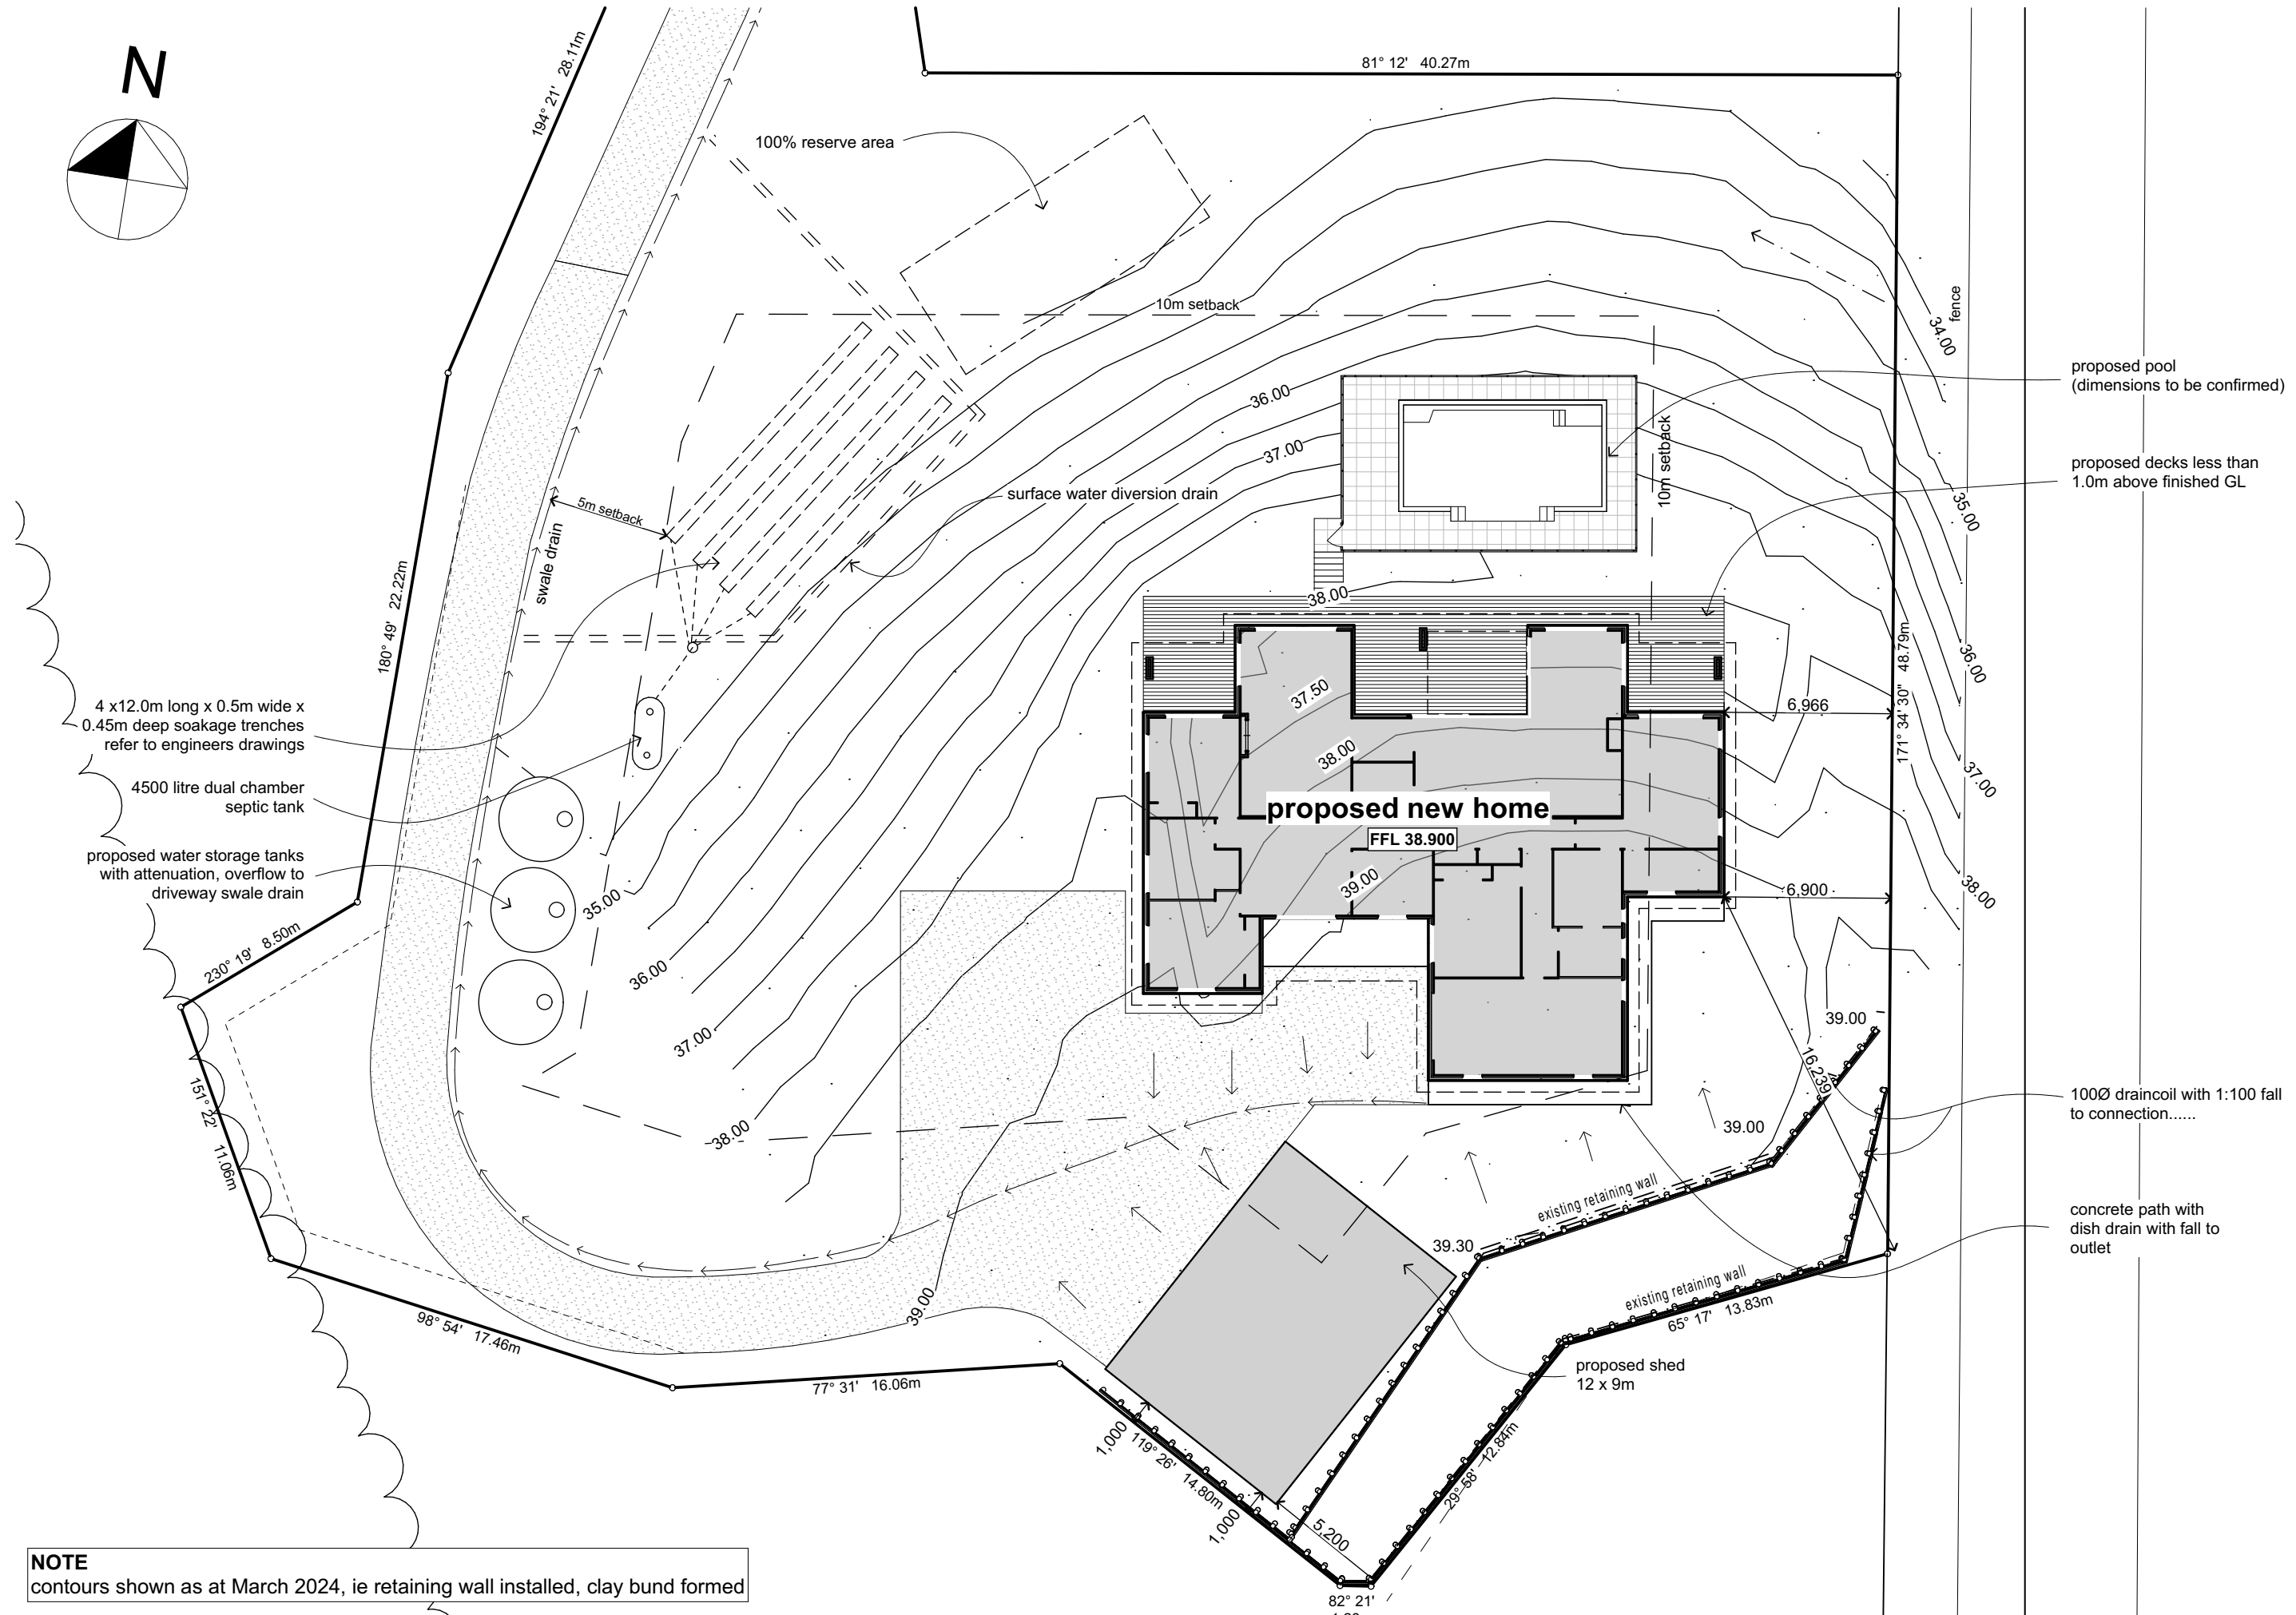 N
194° 21' 28.11m
81° 12' 40.27m
100% reserve area
10m setback
fence
34.00
proposed pool
(dimensions to be confirmed)
36.00
10m setback
37.00
proposed decks less than
1.0m above finished GL
surface water diversion drain
5m setback
swale drain
35.00
180° 49' 22.22m
38.00
171° 34' 30" 48.79m
36.00
37.50
6,966
4 x12.0m long x 0.5m wide x
0.45m deep soakage trenches
refer to engineers drawings
38.00
37.00
4500 litre dual chamber
septic tank
proposed new home
FFL 38.900
proposed water storage tanks
with attenuation, overflow to
driveway swale drain
39.00
6,900
38.00
35.00
230° 19' 8.50m
36.00
39.00
37.00
16,239
151° 22' 11.06m
100Ø draincoil with 1:100 fall
to connection......
38.00
39.00
existing retaining wall
concrete path with
dish drain with fall to
outlet
39.30
39.00
existing retaining wall
65° 17' 13.83m
98° 54' 17.46m
77° 31' 16.06m
proposed shed
12 x 9m
1,000
119° 26' 14.80m
29° 58' 12.84m
1,000
5,200
NOTE
contours shown as at March 2024, ie retaining wall installed, clay bund formed
82° 21'